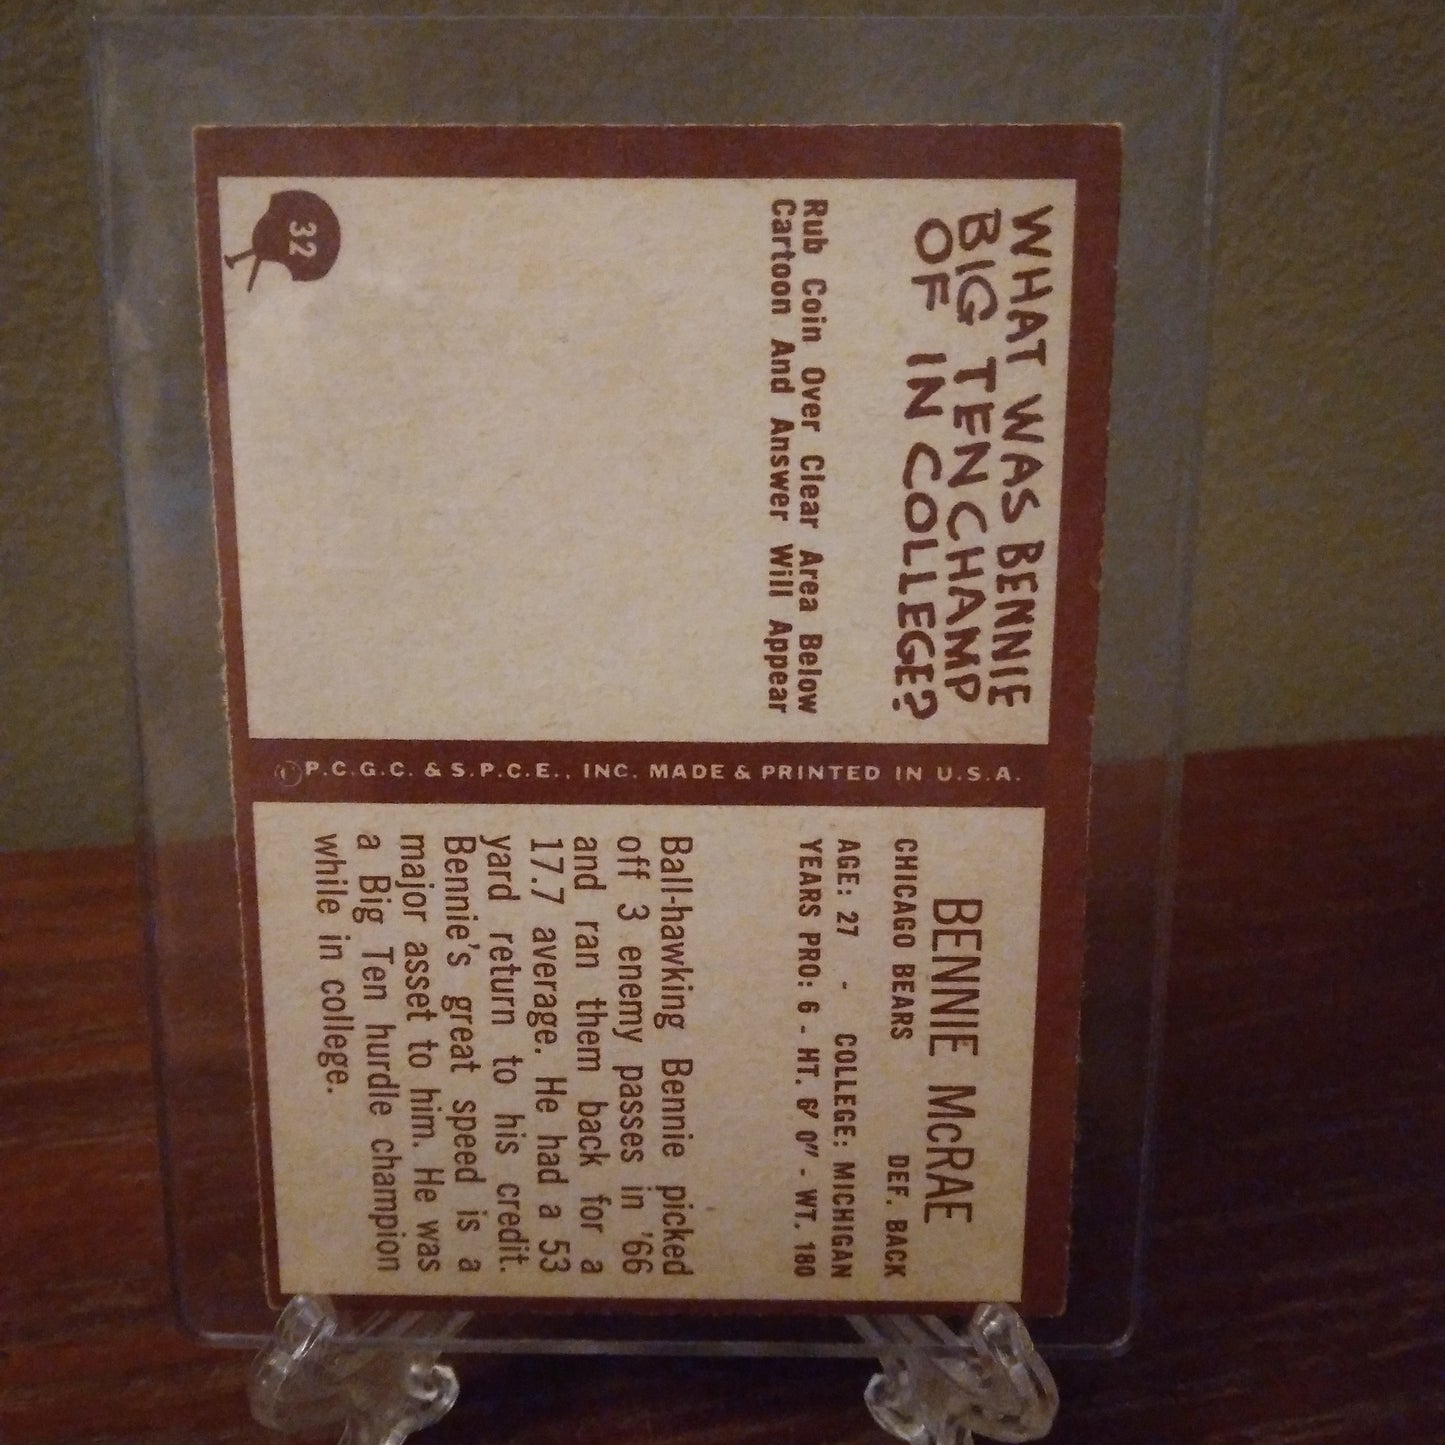 WHAT WAS BENNIE
BIG TEN CHAMP
OF IN COLLEGE?
Rub Coin Over Clear Area Below
Cartoon And Answer Will Appear
32
©P.C.G.C. & S.P.C.E., INC. MADE & PRINTED IN U.S.A.
BENNIE McRAE
CHICAGO BEARS DEF. BACK
AGE: 27 - COLLEGE: MICHIGAN
YEARS PRO: 6 - HT. 6' 0" - WT. 180
Ball-hawking Bennie picked
off 3 enemy passes in '66
and ran them back for a
17.7 average. He had a 53
yard return to his credit.
Bennie's great speed is a
major asset to him. He was
a Big Ten hurdle champion
while in college.